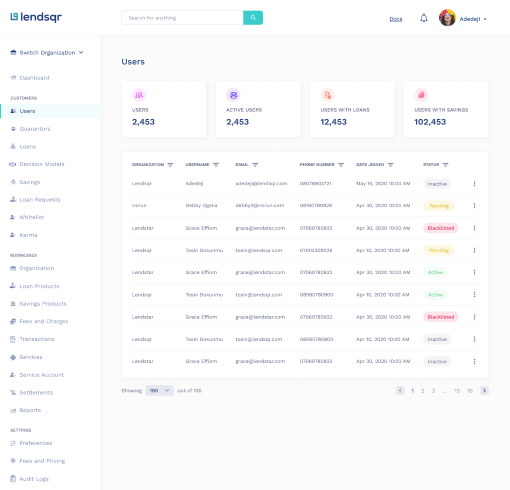 lendsqr
Search for anything
Docs
Adedeji
Switch Organization
Dashboard
CUSTOMERS
Users
Guarantors
Loans
Decision Models
Savings
Loan Requests
Whitelist
Karma
BUSINESSES
Organization
Loan Products
Savings Products
Fees and Charges
Transactions
Services
Service Account
Settlements
Reports
SETTINGS
Preferences
Fees and Pricing
Audit Logs
Users
USERS
2,453
ACTIVE USERS
2,453
USERS WITH LOANS
12,453
USERS WITH SAVINGS
102,453
ORGANIZATION USERNAME EMAIL PHONE NUMBER DATE JOINED STATUS
Lendsqr Adedeji adedeji@lendsqr.com 08078903721 May 15, 2020 10:00 AM Inactive
Irorun Debby Ogana debby2@irorun.com 08160780928 Apr 30, 2020 10:00 AM Pending
Lendstar Grace Effiom grace@lendstar.com 07060780922 Apr 30, 2020 10:00 AM Blacklisted
Lendsqr Tosin Dokunmu tosin@lendsqr.com 07003309226 Apr 10, 2020 10:00 AM Pending
Lendstar Grace Effiom grace@lendstar.com 07060780922 Apr 30, 2020 10:00 AM Active
Lendsqr Tosin Dokunmu tosin@lendsqr.com 08060780900 Apr 10, 2020 10:00 AM Active
Lendstar Grace Effiom grace@lendstar.com 07060780922 Apr 30, 2020 10:00 AM Blacklisted
Lendsqr Tosin Dokunmu tosin@lendsqr.com 08060780900 Apr 10, 2020 10:00 AM Inactive
Lendstar Grace Effiom grace@lendstar.com 07060780922 Apr 30, 2020 10:00 AM Inactive
Showing 100 out of 100
1 2 3 ... 15 16